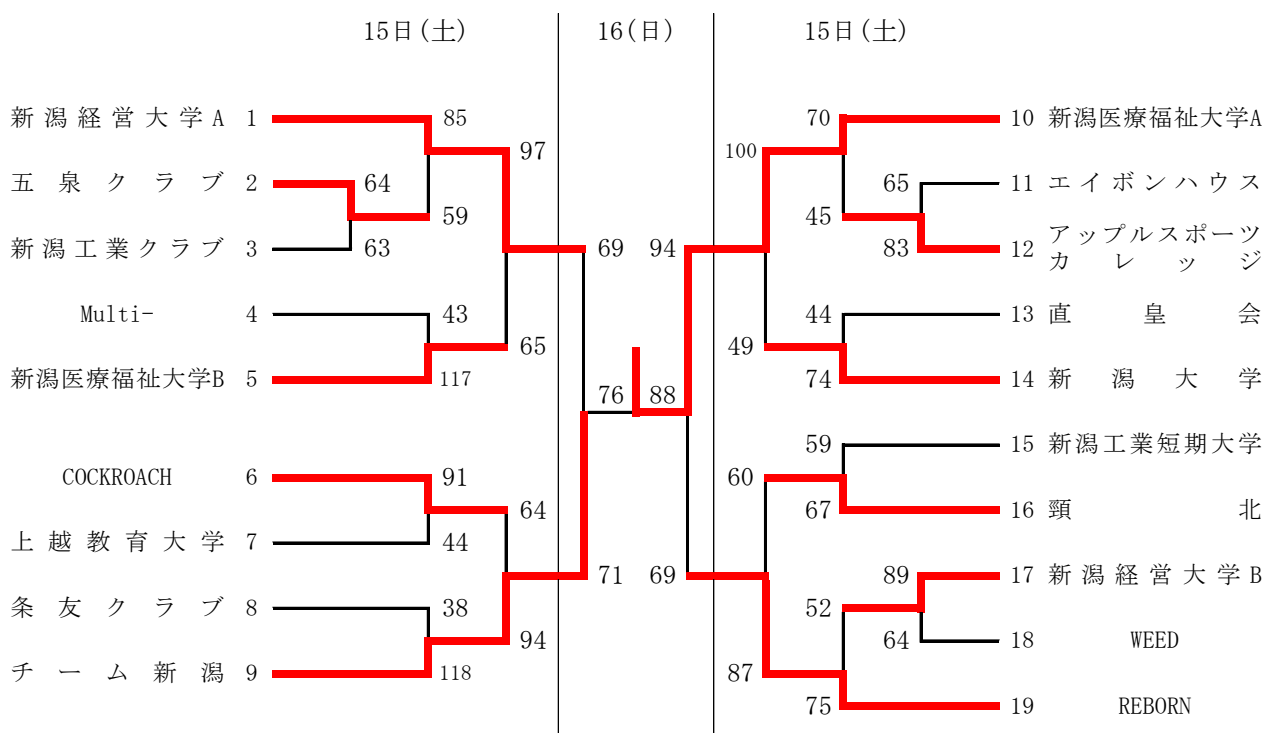 15日(土) 16(日) 15日(土)
新潟経営大学A 1 85
97
五泉クラブ 2 64
59
新潟工業クラブ 3 63
69
Multi- 4 43
65
新潟医療福祉大学B 5 117
76
COCKROACH 6 91
64
上越教育大学 7 44
71
条友クラブ 8 38
94
チーム新潟 9 118
70 10 新潟医療福祉大学A
100
65 11 エイボンハウス
45
83 12 アップルスポーツ
カレッジ
94
44 13 直皇会
49
74 14 新潟大学
88
59 15 新潟工業短期大学
60
67 16 頸北
69
89 17 新潟経営大学B
52
64 18 WEED
87
75 19 REBORN